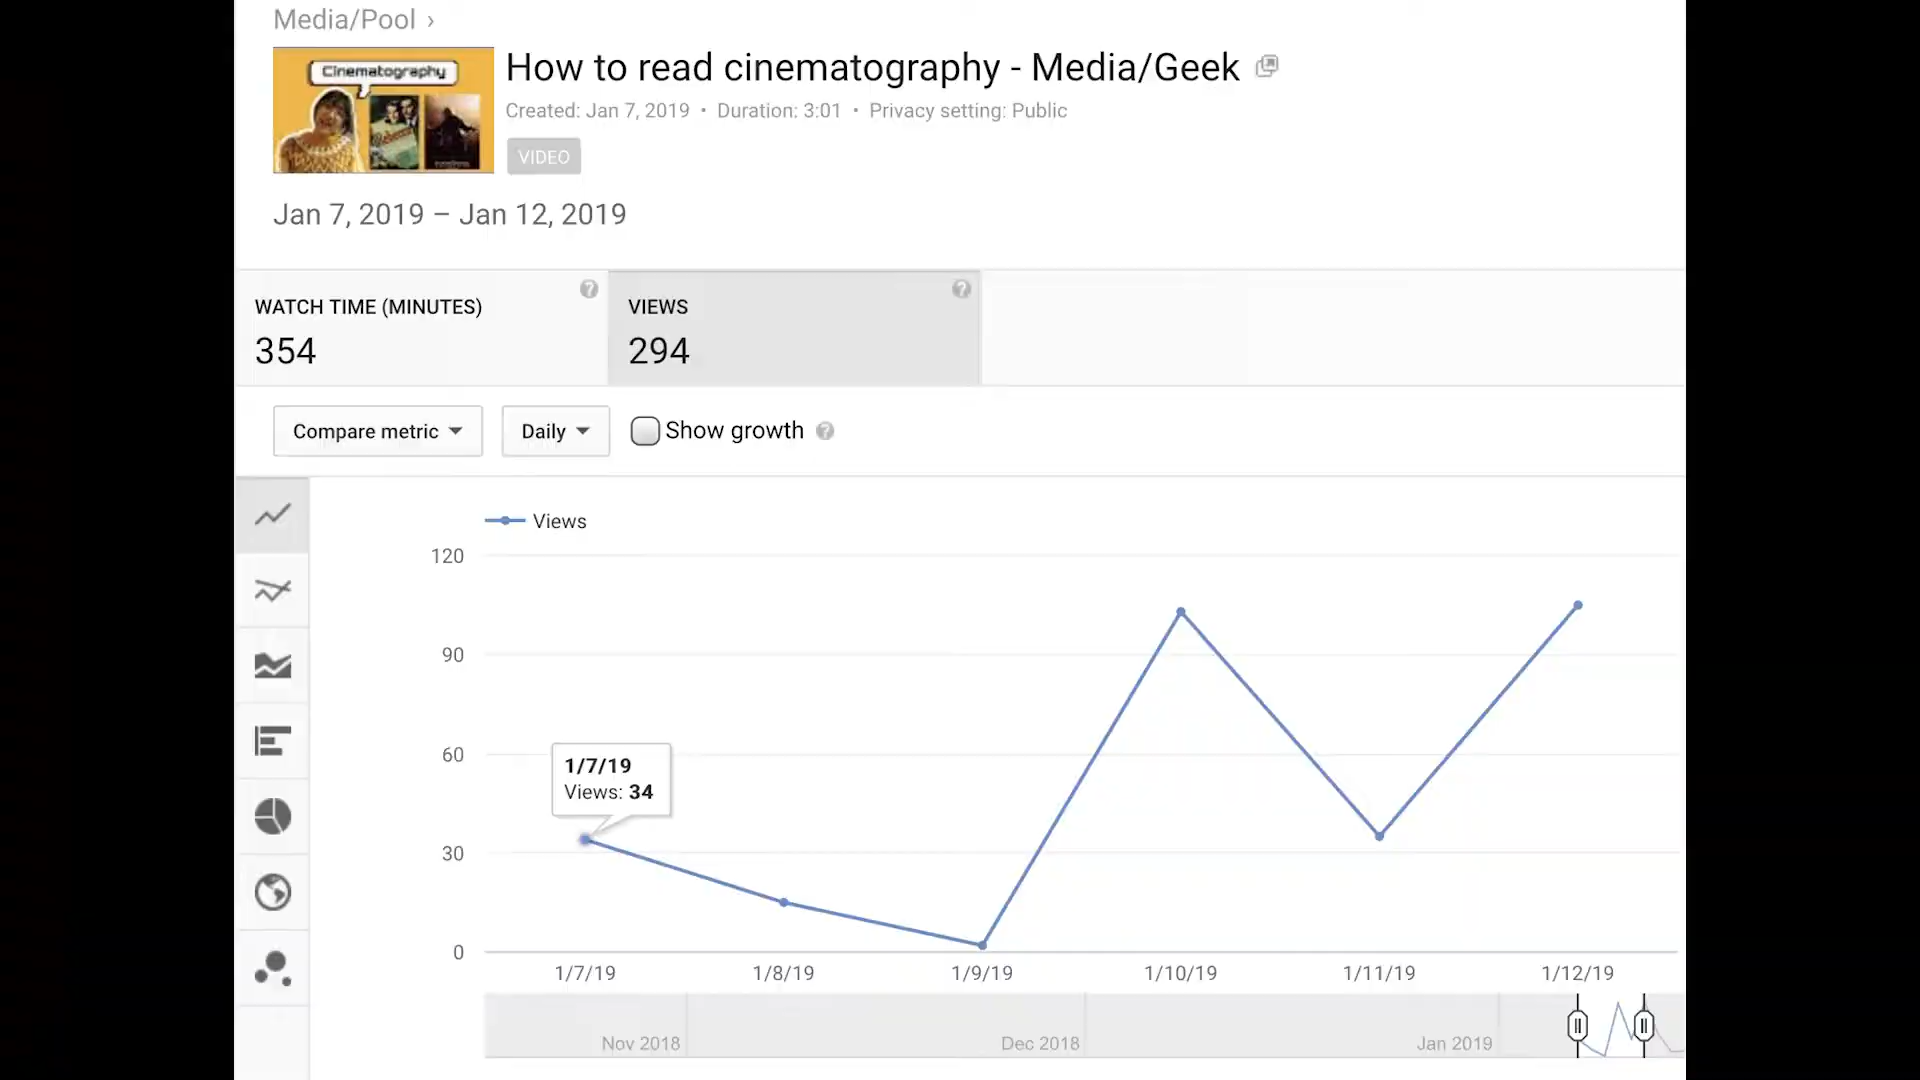 Media/Pool ›
Cinematography
Rebecca
How to read cinematography - Media/Geek
Created: Jan 7, 2019 • Duration: 3:01 • Privacy setting: Public
VIDEO
Jan 7, 2019 – Jan 12, 2019
WATCH TIME (MINUTES) ?
354
VIEWS ?
294
Compare metric
Daily
Show growth ?
Views
120
90
60
30
0
1/7/19
Views: 34
1/7/19 1/8/19 1/9/19 1/10/19 1/11/19 1/12/19
Nov 2018 Dec 2018 Jan 2019